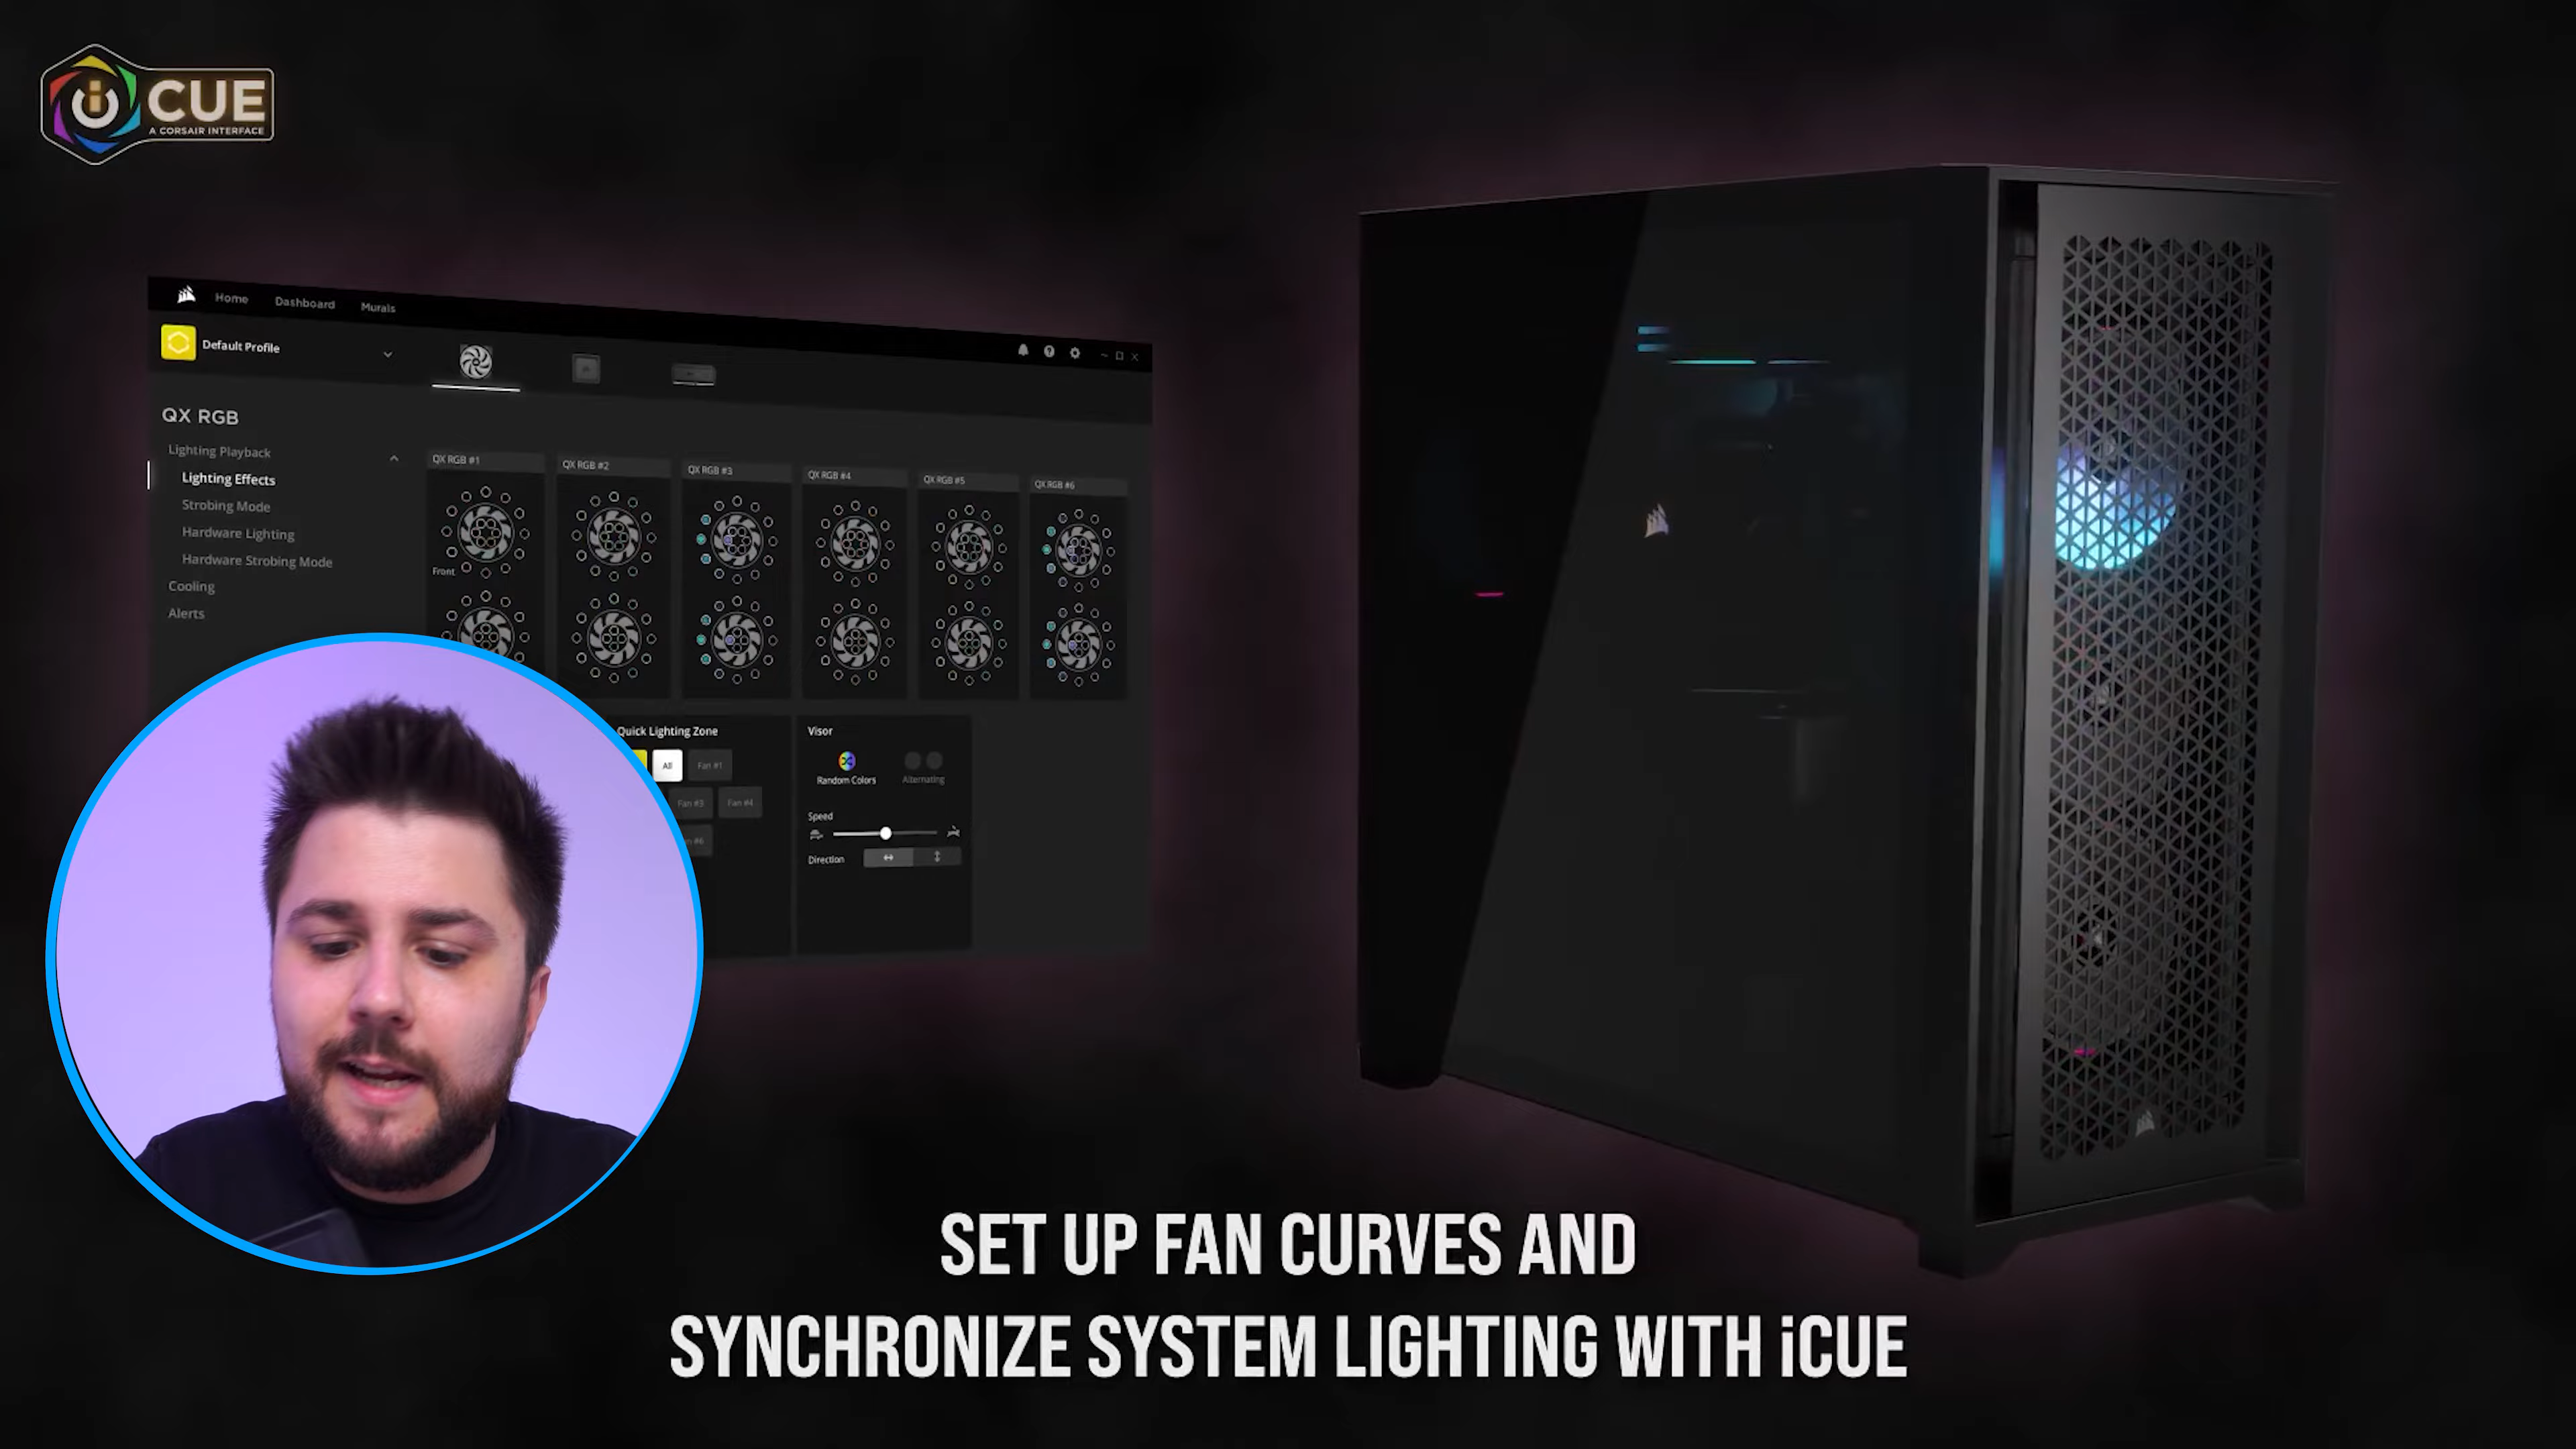 iCUE
A CORSAIR INTERFACE
Home Dashboard Murals
Default Profile
QX RGB
Lighting Playback
Lighting Effects
Strobing Mode
Hardware Lighting
Hardware Strobing Mode
Cooling
Alerts
QX RGB #1 QX RGB #2 QX RGB #3 QX RGB #4 QX RGB #5 QX RGB #6
Front
Quick Lighting Zone
All Fan #1
Fan #3 Fan #4
#6
Visor
Random Colors Alternating
Speed
Direction
SET UP FAN CURVES AND
SYNCHRONIZE SYSTEM LIGHTING WITH iCUE